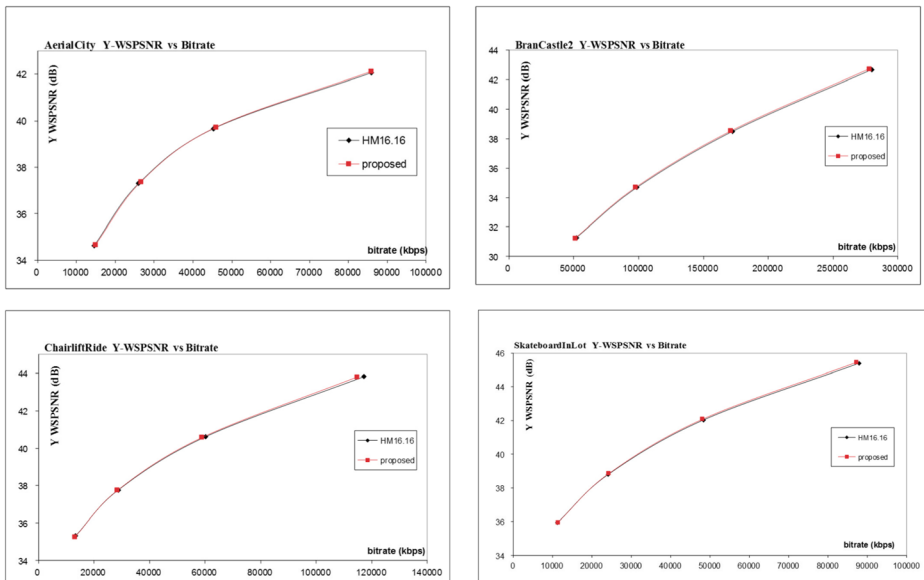 AerialCity Y-WSPSNR vs Bitrate
Y WSPSNR (dB)
42
40
38
36
34
0 10000 20000 30000 40000 50000 60000 70000 80000 90000 100000
bitrate (kbps)
HM16.16
proposed
BranCastle2 Y-WSPSNR vs Bitrate
Y WSPSNR (dB)
44
42
40
38
36
34
32
30
0 50000 100000 150000 200000 250000 300000
bitrate (kbps)
HM16.16
proposed
ChairliftRide Y-WSPSNR vs Bitrate
Y WSPSNR (dB)
44
42
40
38
36
34
0 20000 40000 60000 80000 100000 120000 140000
bitrate (kbps)
HM16.16
proposed
SkateboardInLot Y-WSPSNR vs Bitrate
Y WSPSNR (dB)
46
44
42
40
38
36
34
0 10000 20000 30000 40000 50000 60000 70000 80000 90000 100000
bitrate (kbps)
HM16.16
proposed